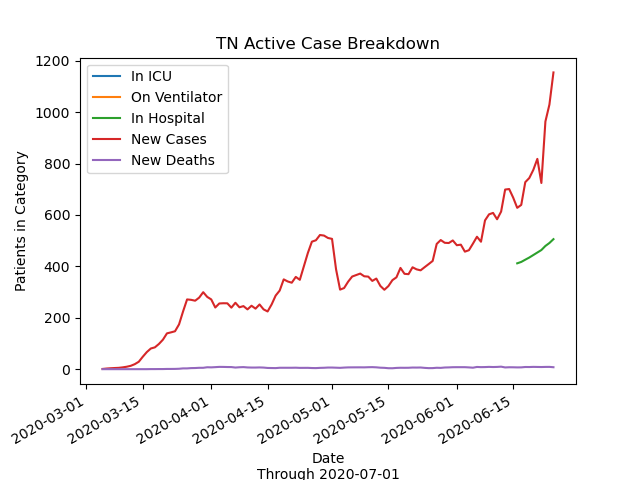 TN Active Case Breakdown
In ICU
On Ventilator
In Hospital
New Cases
New Deaths
Patients in Category
1200
1000
800
600
400
200
0
2020-03-01
2020-03-15
2020-04-01
2020-04-15
2020-05-01
2020-05-15
2020-06-01
2020-06-15
Date
Through 2020-07-01